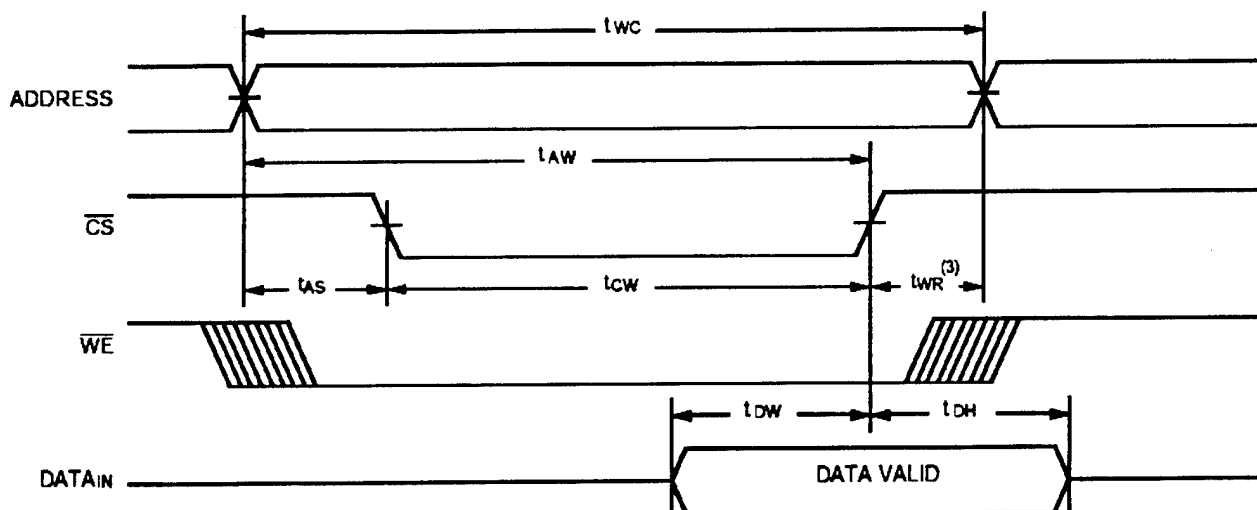 tWC
ADDRESS
tAW
CS
tAS
tCW
tWR(3)
WE
tDW
tDH
DATAIN
DATA VALID